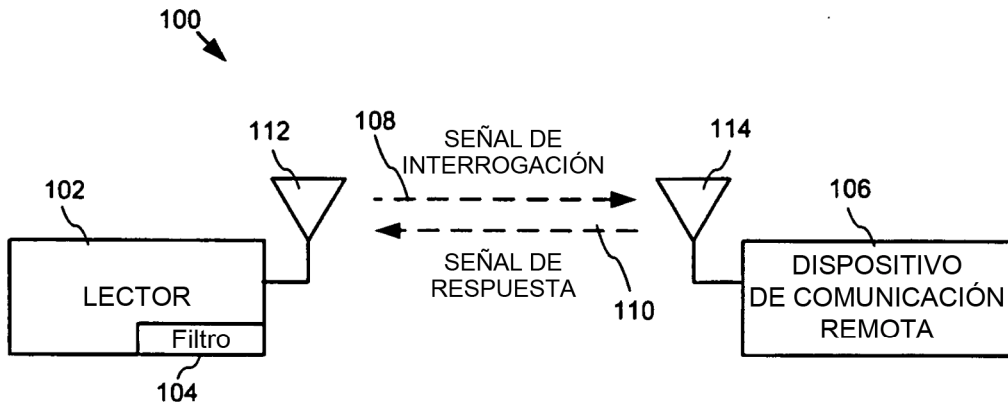 100
112
108
SEÑAL DE
INTERROGACIÓN
114
102
106
LECTOR
Filtro
104
SEÑAL DE
RESPUESTA
110
DISPOSITIVO
DE COMUNICACIÓN
REMOTA